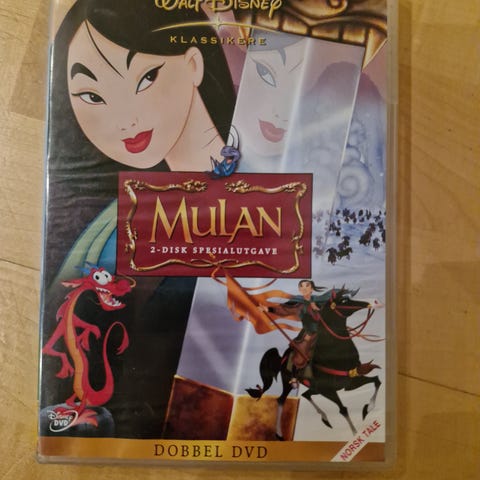 WALT DISNEY
KLASSIKERE
MULAN
2-DISK SPESIALUTGAVE
DISNEY
DVD
DOBBEL DVD
NORSK TALE